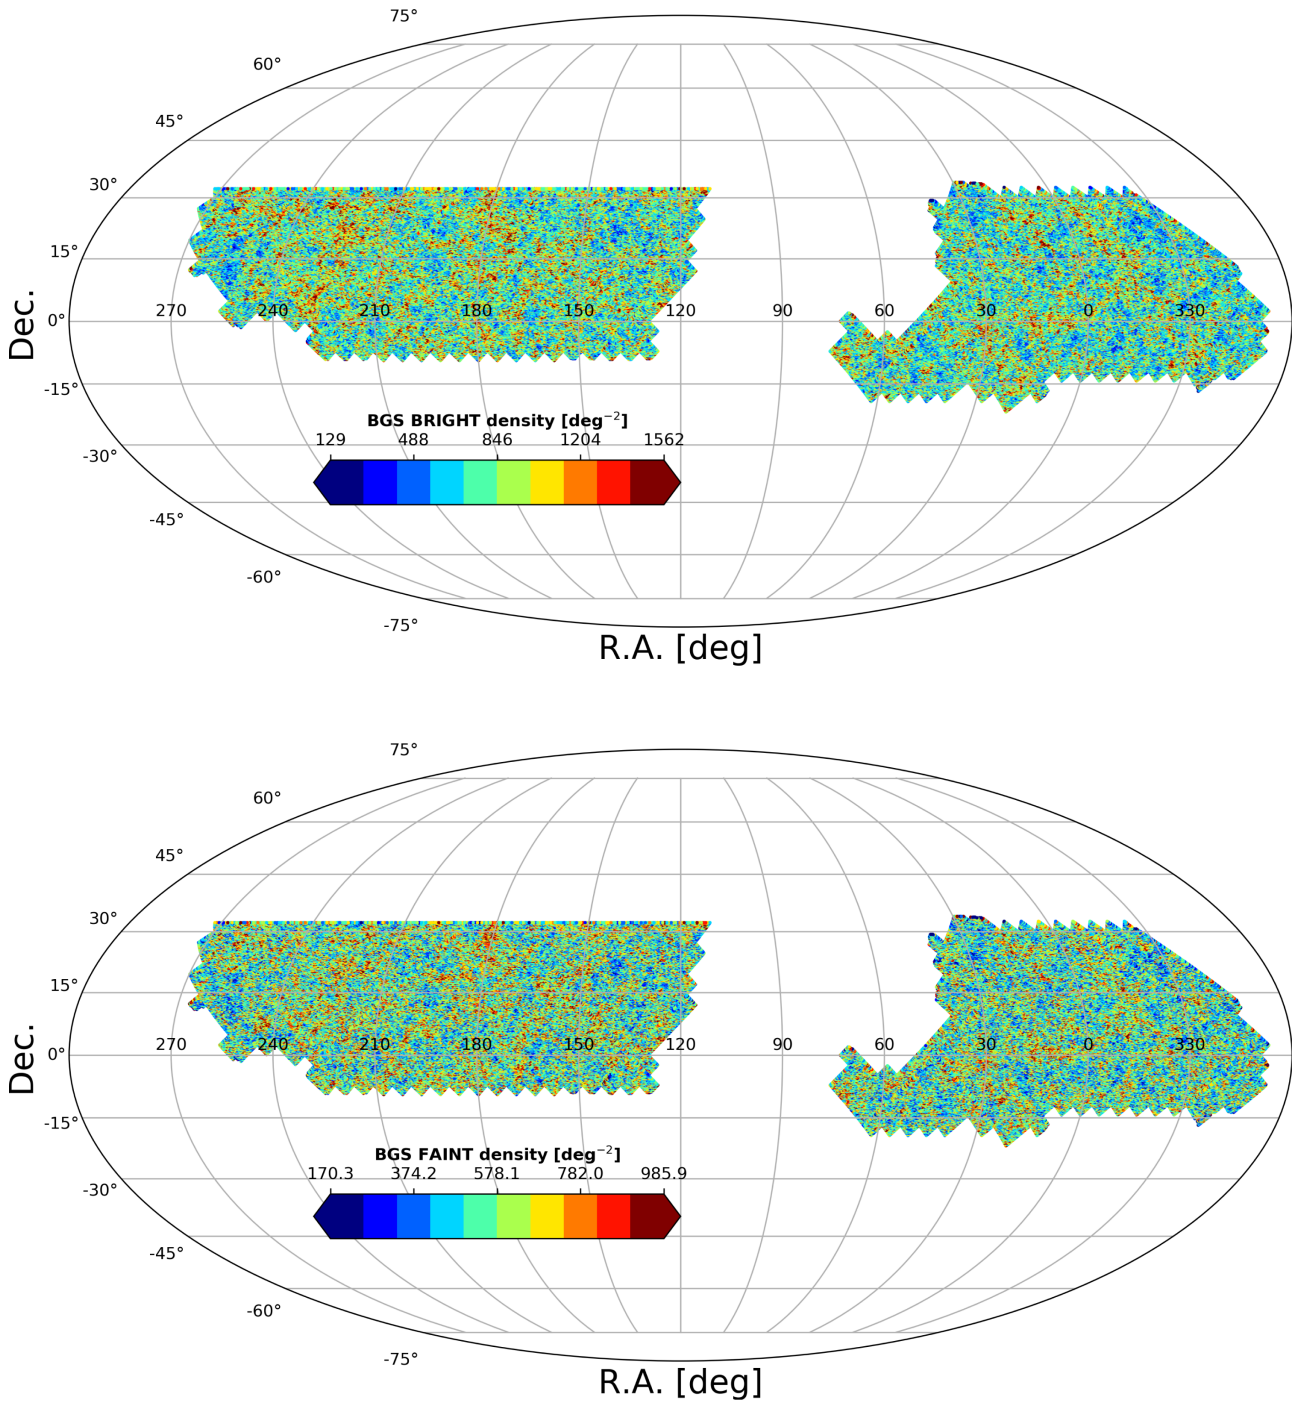 75°
60°
45°
30°
15°
270 240 210 180 150 120 90 60 30 0 330
0°
Dec.
-15°
BGS BRIGHT density [deg⁻²]
129 488 846 1204 1562
-30°
-45°
-60°
-75°
R.A. [deg]
75°
60°
45°
30°
15°
270 240 210 180 150 120 90 60 30 0 330
0°
Dec.
-15°
BGS FAINT density [deg⁻²]
170.3 374.2 578.1 782.0 985.9
-30°
-45°
-60°
-75°
R.A. [deg]